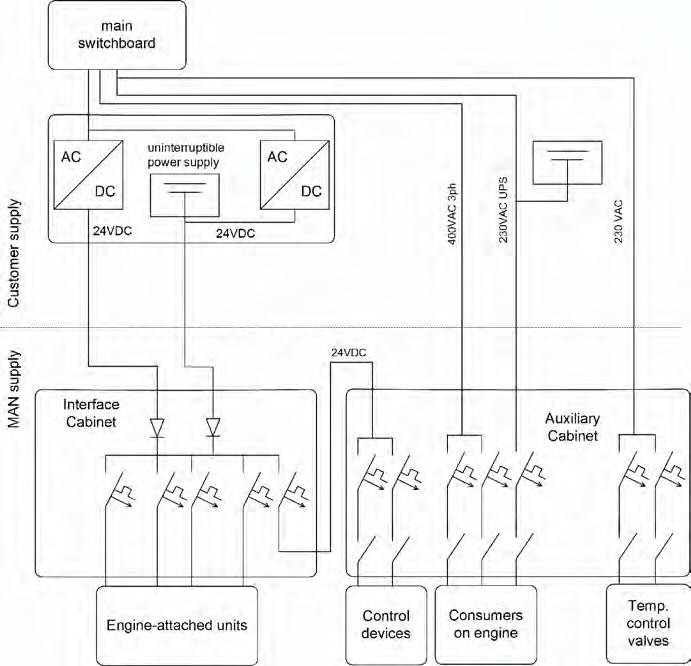 main
switchboard
uninterruptible
power supply
AC
DC
AC
DC
24VDC
24VDC
400VAC 3ph
230VAC UPS
230 VAC
Customer supply
MAN supply
24VDC
Interface
Cabinet
Auxiliary
Cabinet
Engine-attached units
Control
devices
Consumers
on engine
Temp.
control
valves